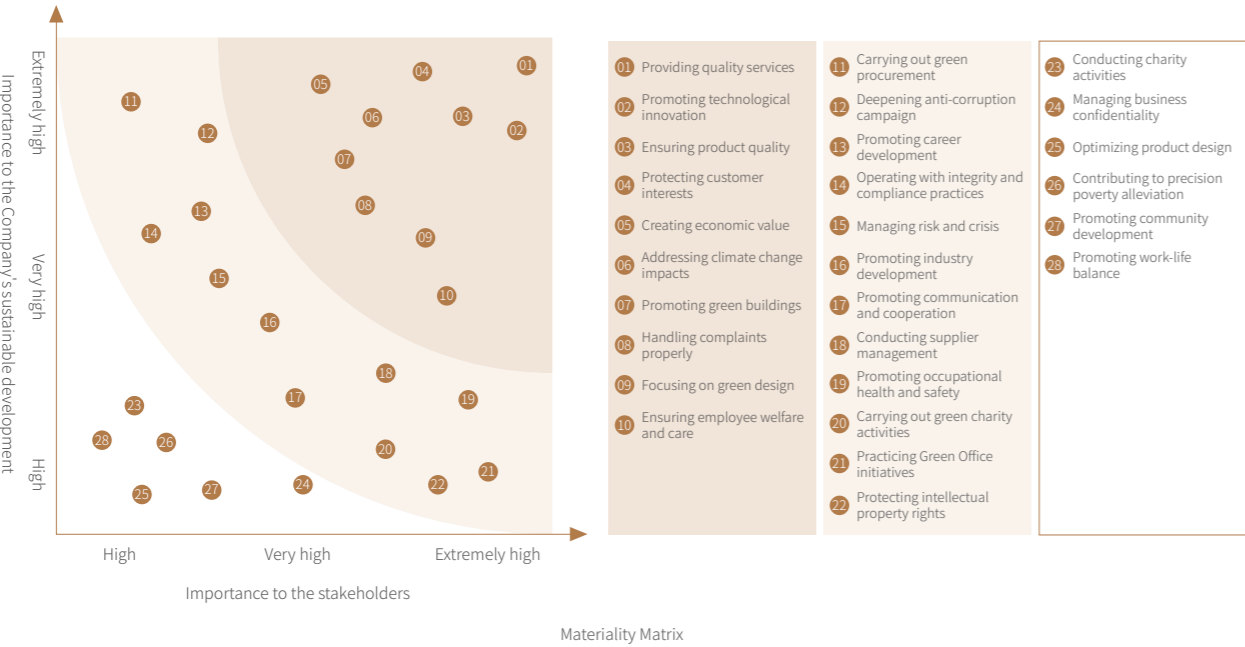 Importance to the Company's sustainable development
Extremely high
Very high
High
01
04
05
11
03
06
02
12
07
08
13
14
09
15
10
16
18
17
19
23
28
26
20
21
22
24
27
25
High
Very high
Extremely high
Importance to the stakeholders
01 Providing quality services
02 Promoting technological
innovation
03 Ensuring product quality
04 Protecting customer
interests
05 Creating economic value
06 Addressing climate change
impacts
07 Promoting green buildings
08 Handling complaints
properly
09 Focusing on green design
10 Ensuring employee welfare
and care
11 Carrying out green
procurement
12 Deepening anti-corruption
campaign
13 Promoting career
development
14 Operating with integrity and
compliance practices
15 Managing risk and crisis
16 Promoting industry
development
17 Promoting communication
and cooperation
18 Conducting supplier
management
19 Promoting occupational
health and safety
20 Carrying out green charity
activities
21 Practicing Green Office
initiatives
22 Protecting intellectual
property rights
23 Conducting charity
activities
24 Managing business
confidentiality
25 Optimizing product design
26 Contributing to precision
poverty alleviation
27 Promoting community
development
28 Promoting work-life
balance
Materiality Matrix